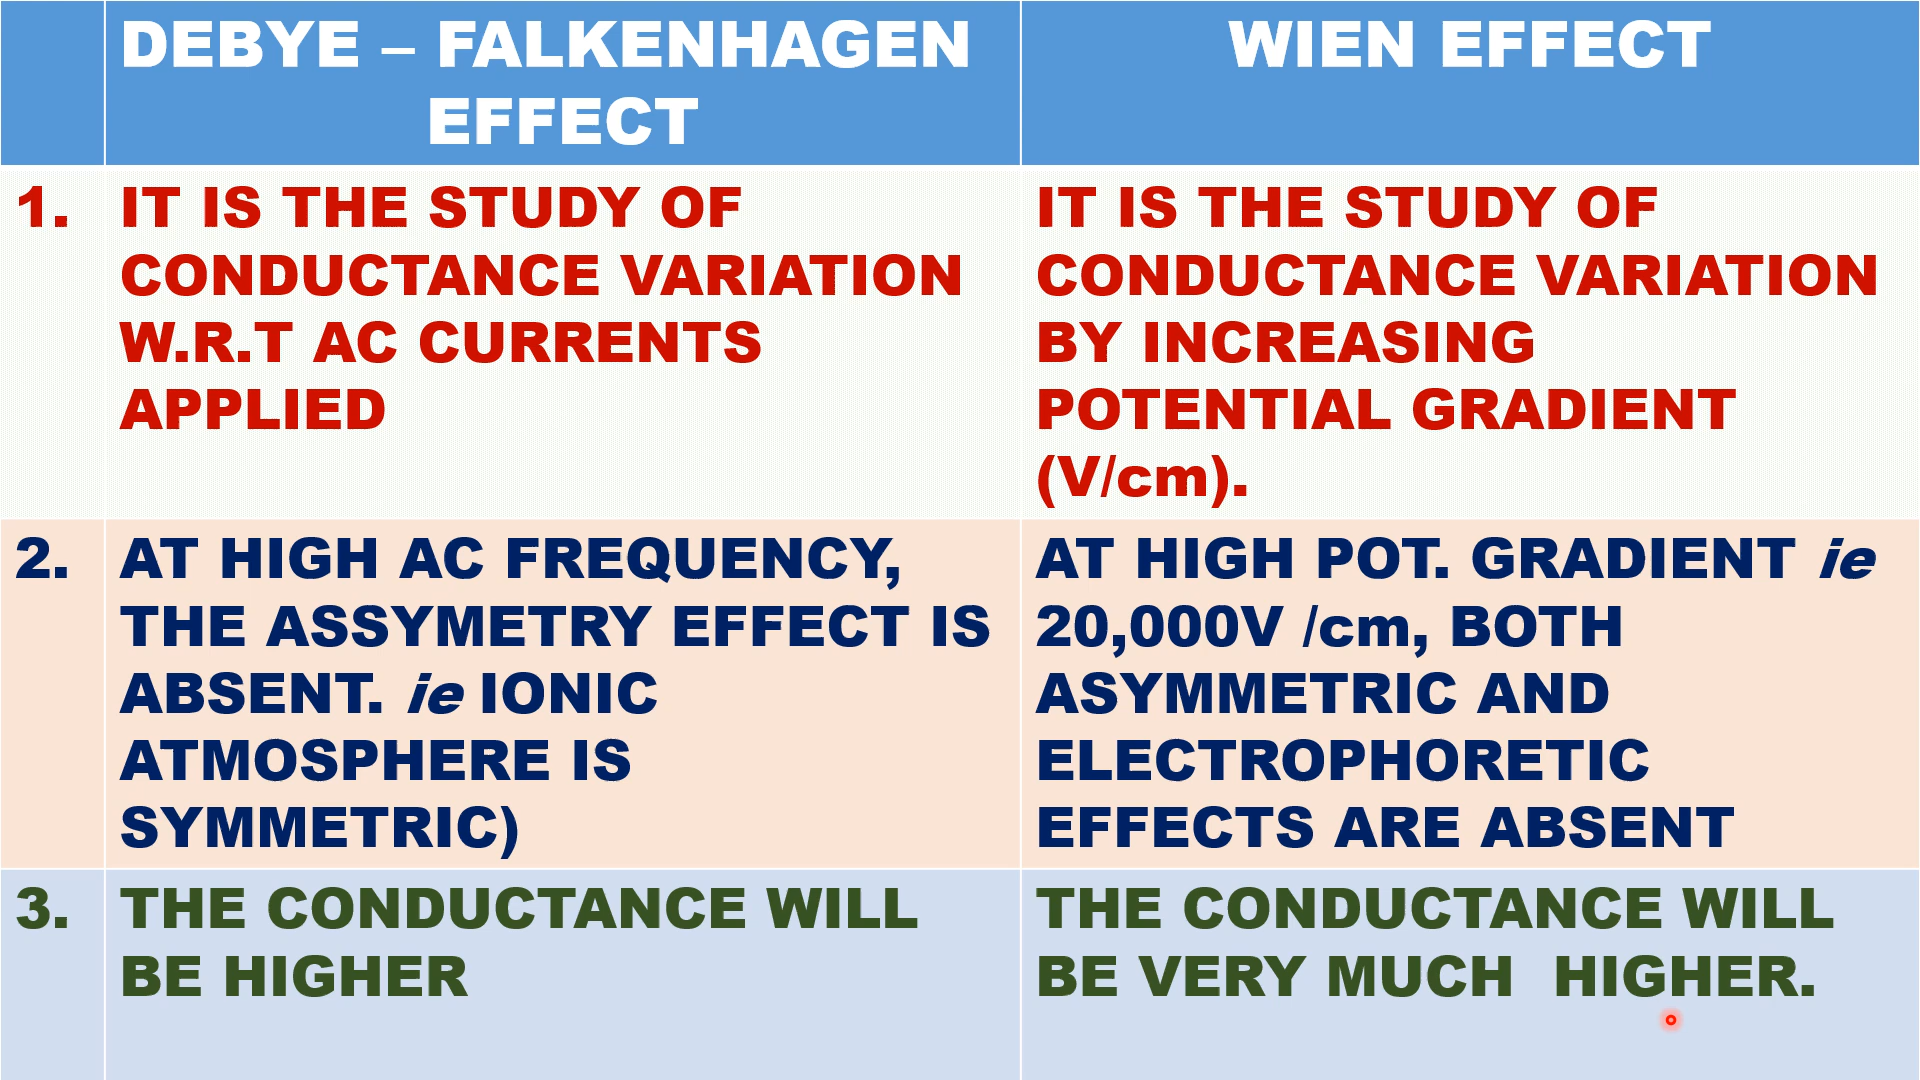 DEBYE – FALKENHAGEN
EFFECT
WIEN EFFECT
1.
IT IS THE STUDY OF
CONDUCTANCE VARIATION
W.R.T AC CURRENTS
APPLIED
IT IS THE STUDY OF
CONDUCTANCE VARIATION
BY INCREASING
POTENTIAL GRADIENT
(V/cm).
2.
AT HIGH AC FREQUENCY,
THE ASSYMETRY EFFECT IS
ABSENT. ie IONIC
ATMOSPHERE IS
SYMMETRIC)
AT HIGH POT. GRADIENT ie
20,000V /cm, BOTH
ASYMMETRIC AND
ELECTROPHORETIC
EFFECTS ARE ABSENT
3.
THE CONDUCTANCE WILL
BE HIGHER
THE CONDUCTANCE WILL
BE VERY MUCH  HIGHER.